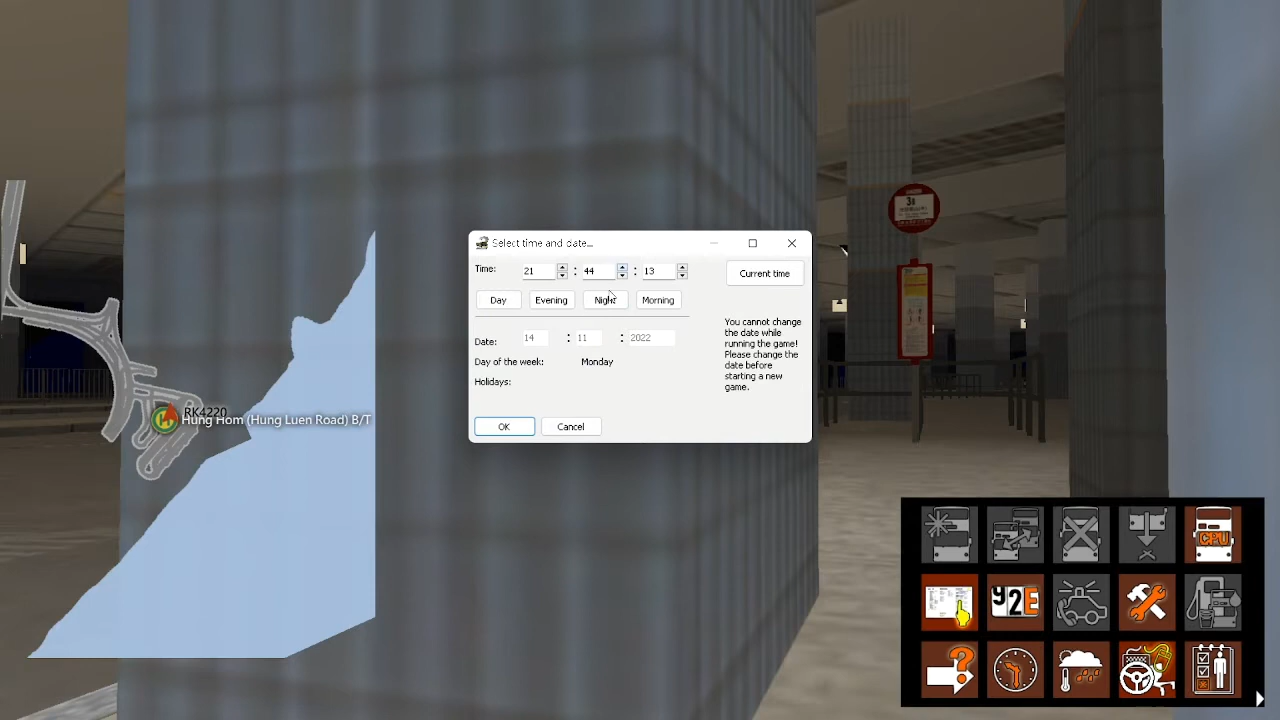 Select time and date...
Time: 21 : 44 : 13
Current time
Day Evening Night Morning
You cannot change
the date while
running the game!
Please change the
date before
starting a new
game.
Date: 14 : 11 : 2022
Day of the week: Monday
Holidays:
OK Cancel
RK4220
Hung Hom (Hung Luen Road) B/T
CPU
92E